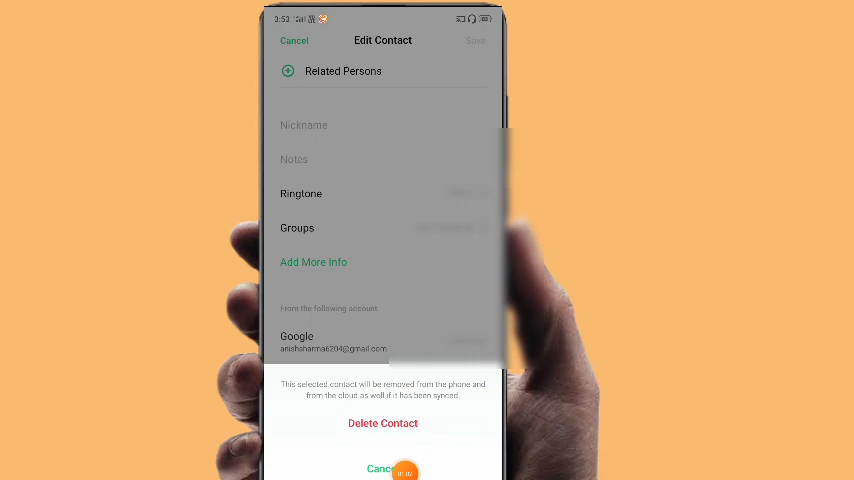 3:53
Cancel Edit Contact Save
Related Persons
Nickname
Notes
Ringtone
Groups
Add More Info
From the following account
Google
anishsharma6204@gmail.com
This selected contact will be removed from the phone and
from the cloud as well if it has been synced.
Delete Contact